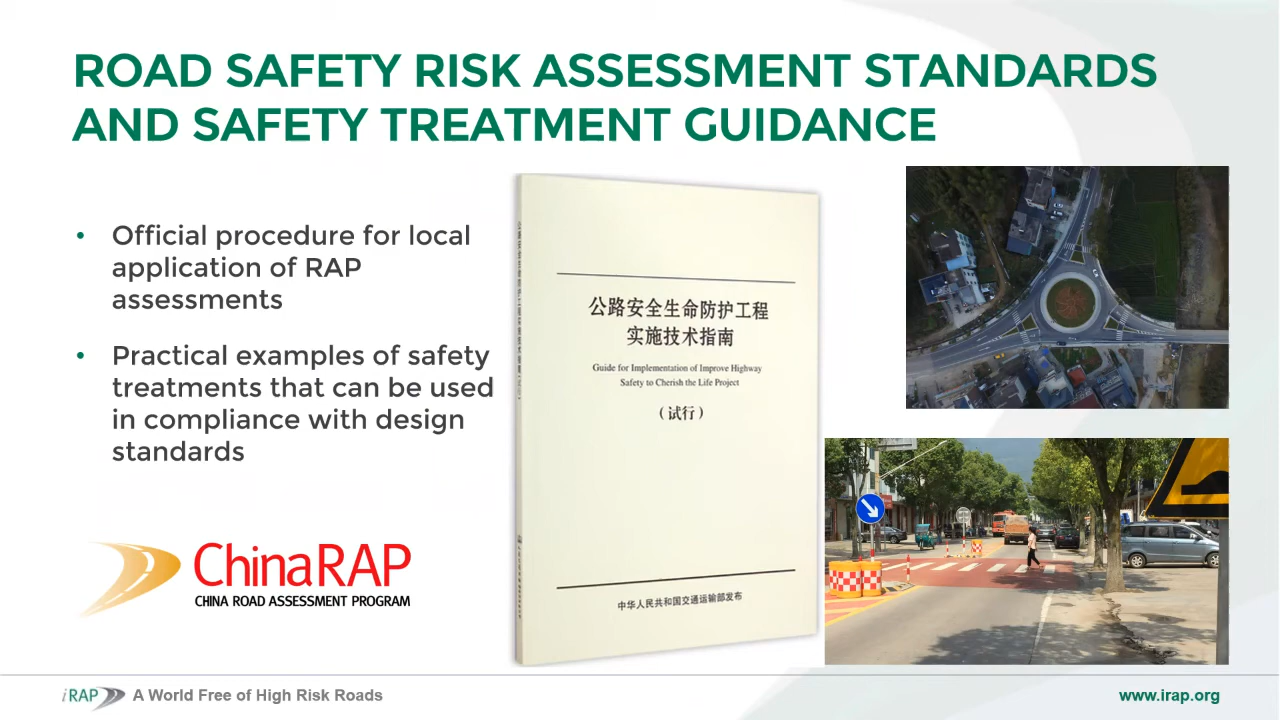 ROAD SAFETY RISK ASSESSMENT STANDARDS
AND SAFETY TREATMENT GUIDANCE
• Official procedure for local
application of RAP
assessments
• Practical examples of safety
treatments that can be used
in compliance with design
standards
ChinaRAP
CHINA ROAD ASSESSMENT PROGRAM
公路安全生命防护工程
实施技术指南
Guide for Implementation of Improve Highway
Safety to Cherish the Life Project
（试行）
中华人民共和国交通运输部发布
iRAP
A World Free of High Risk Roads
www.irap.org